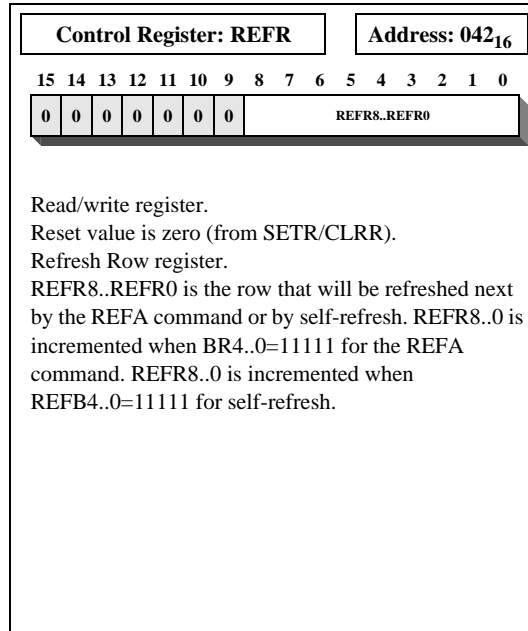 Control Register: REFR
Address: 042₁₆
15 14 13 12 11 10 9 8 7 6 5 4 3 2 1 0
0 0 0 0 0 0 0 REFR8..REFR0
Read/write register.
Reset value is zero (from SETR/CLRR).
Refresh Row register.
REFR8..REFR0 is the row that will be refreshed next
by the REFA command or by self-refresh. REFR8..0 is
incremented when BR4..0=11111 for the REFA
command. REFR8..0 is incremented when
REFB4..0=11111 for self-refresh.